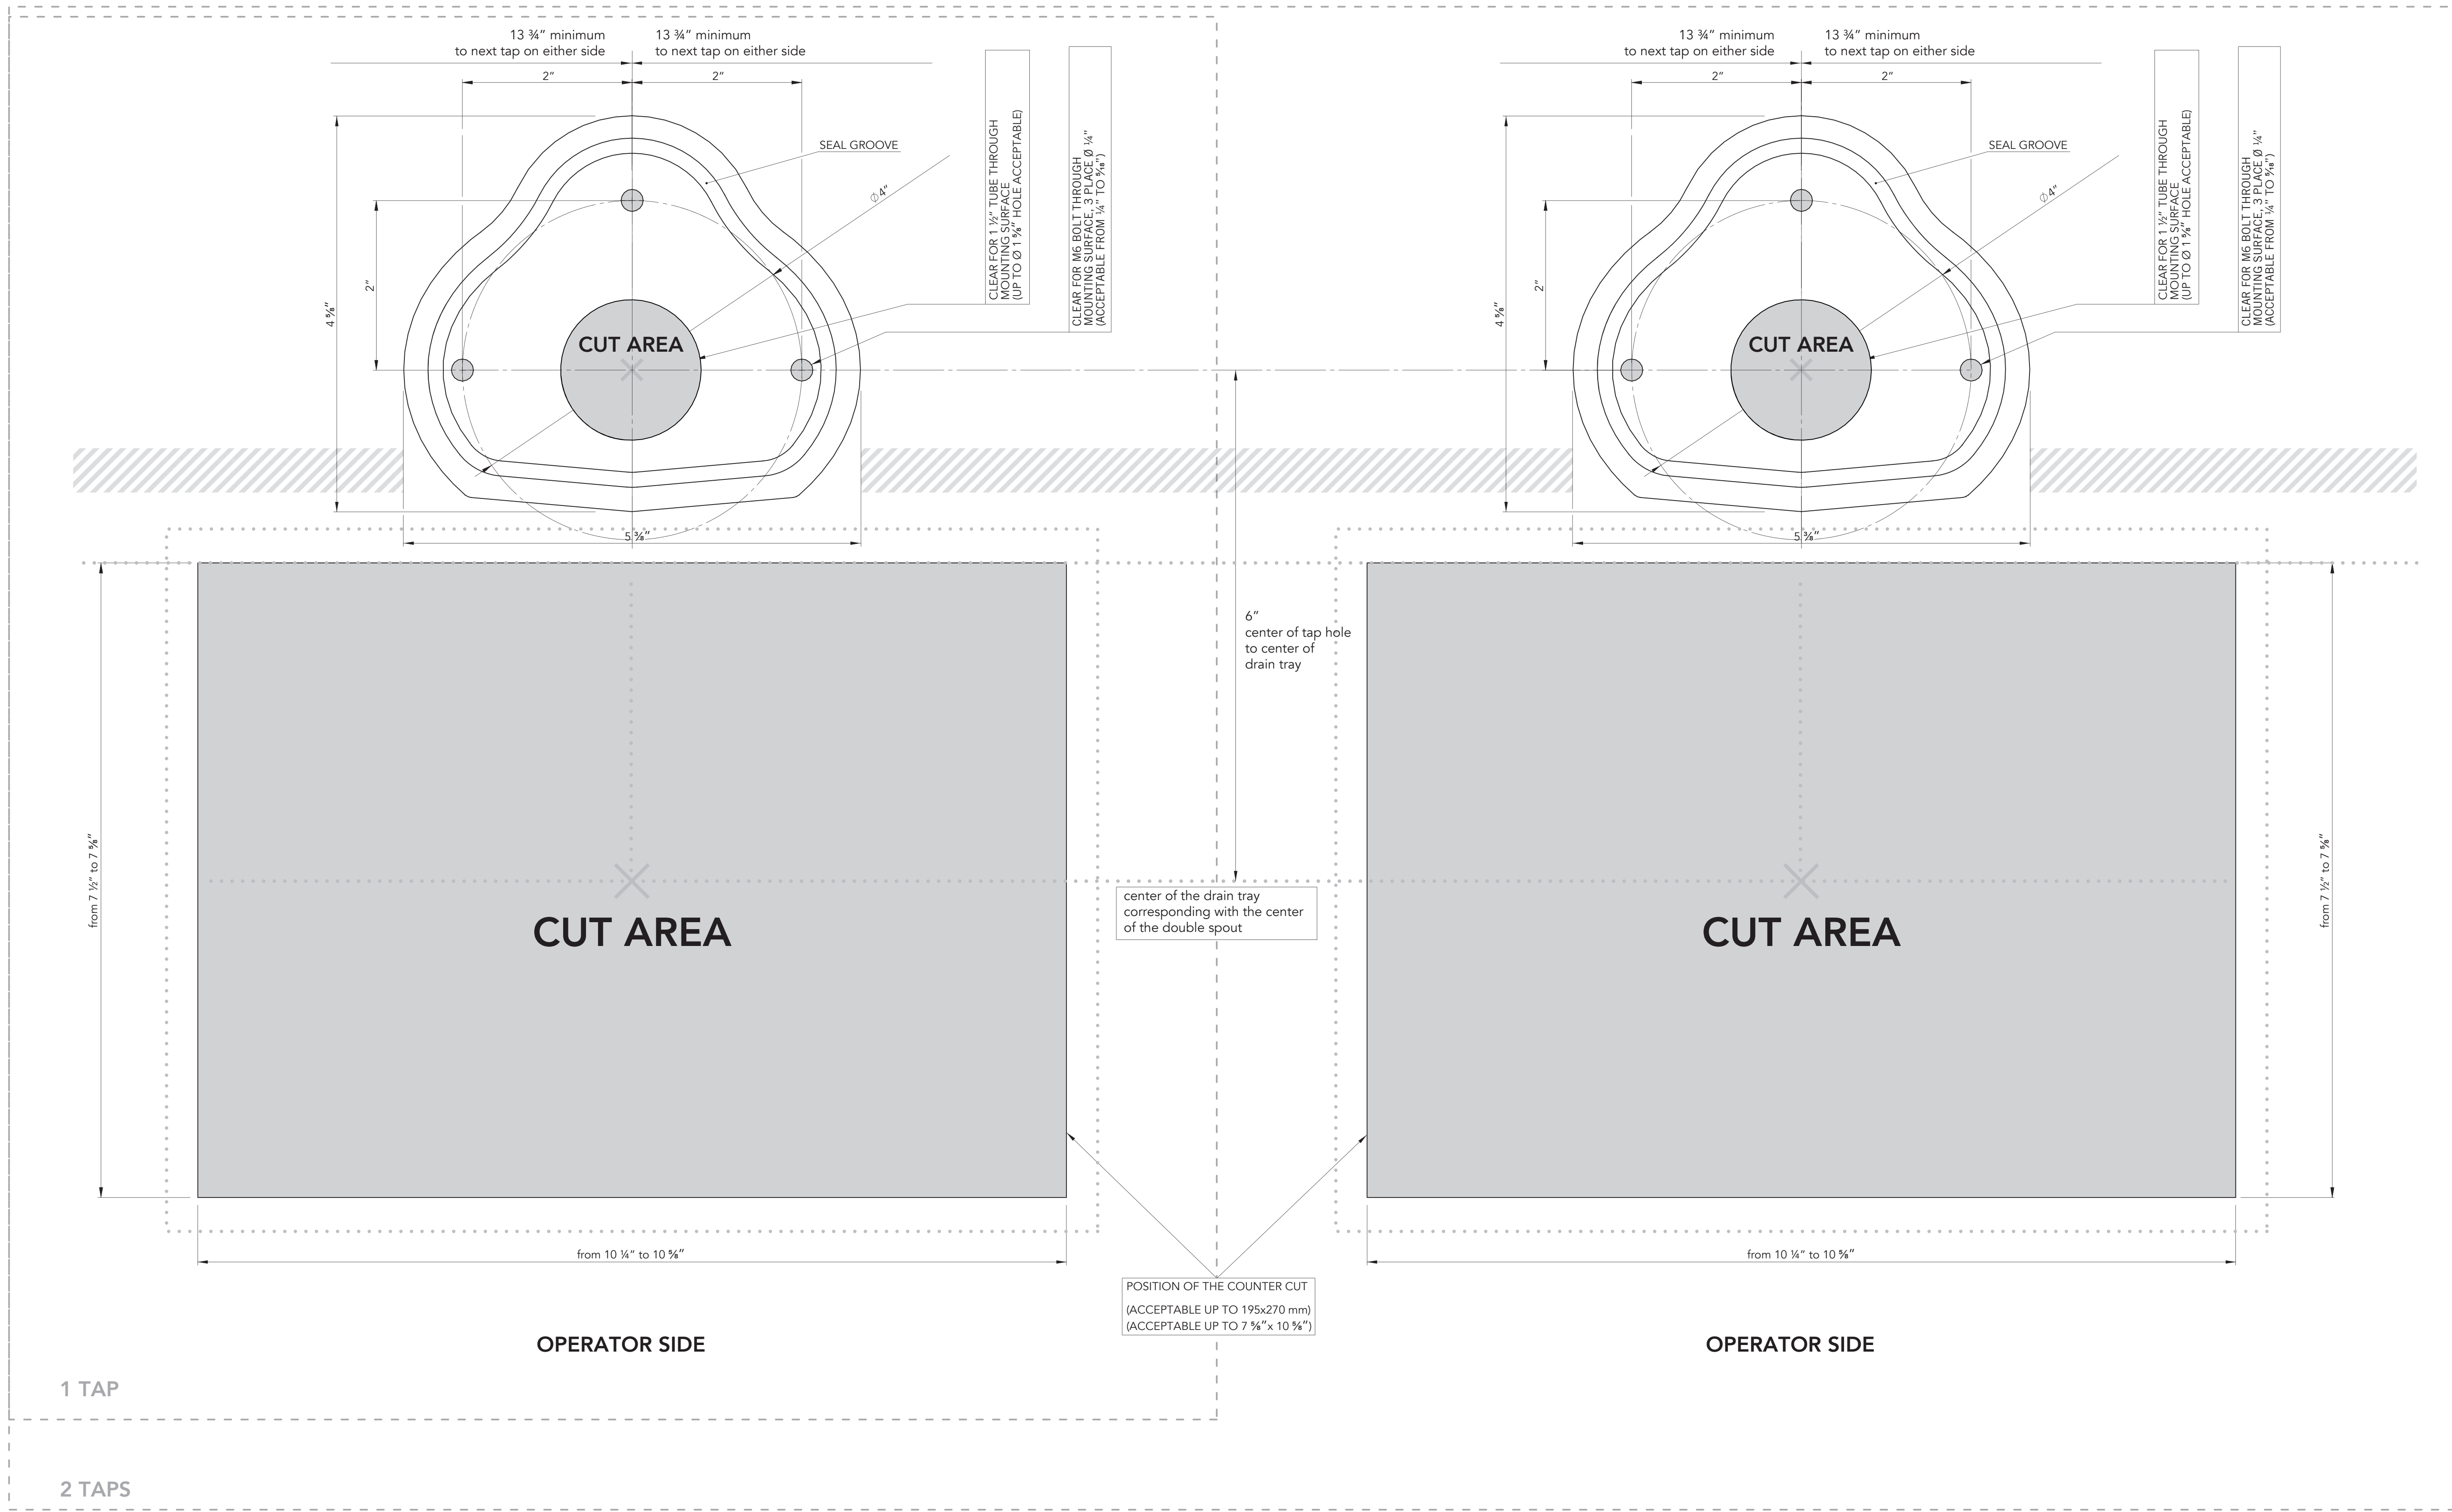 13 ¾” minimum
to next tap on either side
13 ¾” minimum
to next tap on either side
2”
2”
SEAL GROOVE
∅4”
CLEAR FOR 1 ½” TUBE THROUGH
MOUNTING SURFACE
(UP TO Ø 1 ⅝” HOLE ACCEPTABLE)
CLEAR FOR M6 BOLT THROUGH
MOUNTING SURFACE, 3 PLACE Ø ¼”
(ACCEPTABLE FROM ¼” TO ⁵⁄₁₆”)
2”
4 ⅝”
CUT AREA
5 ⅜”
13 ¾” minimum
to next tap on either side
13 ¾” minimum
to next tap on either side
2”
2”
SEAL GROOVE
∅4”
CLEAR FOR 1 ½” TUBE THROUGH
MOUNTING SURFACE
(UP TO Ø 1 ⅝” HOLE ACCEPTABLE)
CLEAR FOR M6 BOLT THROUGH
MOUNTING SURFACE, 3 PLACE Ø ¼”
(ACCEPTABLE FROM ¼” TO ⁵⁄₁₆”)
2”
4 ⅝”
CUT AREA
5 ⅜”
6”
center of tap hole
to center of
drain tray
from 7 ½” to 7 ⅝”
CUT AREA
center of the drain tray
corresponding with the center
of the double spout
CUT AREA
from 7 ½” to 7 ⅝”
from 10 ¼” to 10 ⅝”
from 10 ¼” to 10 ⅝”
POSITION OF THE COUNTER CUT
(ACCEPTABLE UP TO 195x270 mm)
(ACCEPTABLE UP TO 7 ⅝”x 10 ⅝”)
OPERATOR SIDE
OPERATOR SIDE
1 TAP
2 TAPS